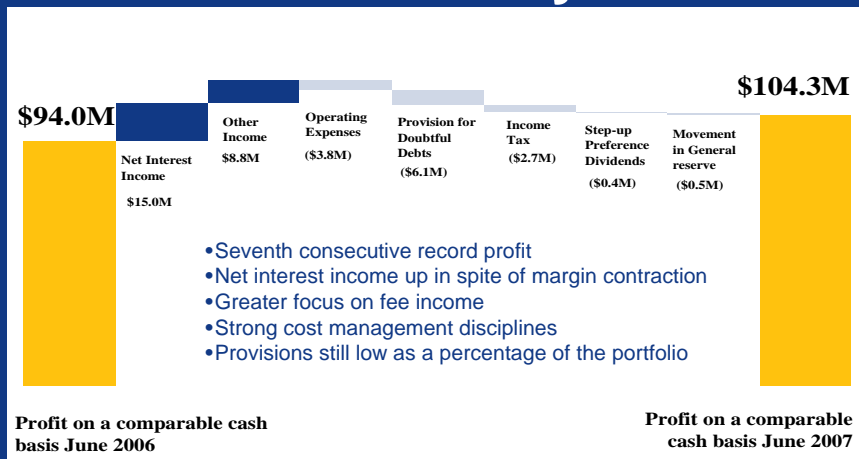 $94.0M
Net Interest
Income
$15.0M
Other
Income
$8.8M
Operating
Expenses
($3.8M)
Provision for
Doubtful
Debts
($6.1M)
Income
Tax
($2.7M)
Step-up
Preference
Dividends
($0.4M)
Movement
in General
reserve
($0.5M)
$104.3M
•Seventh consecutive record profit
•Net interest income up in spite of margin contraction
•Greater focus on fee income
•Strong cost management disciplines
•Provisions still low as a percentage of the portfolio
Profit on a comparable cash
basis June 2006
Profit on a comparable
cash basis June 2007